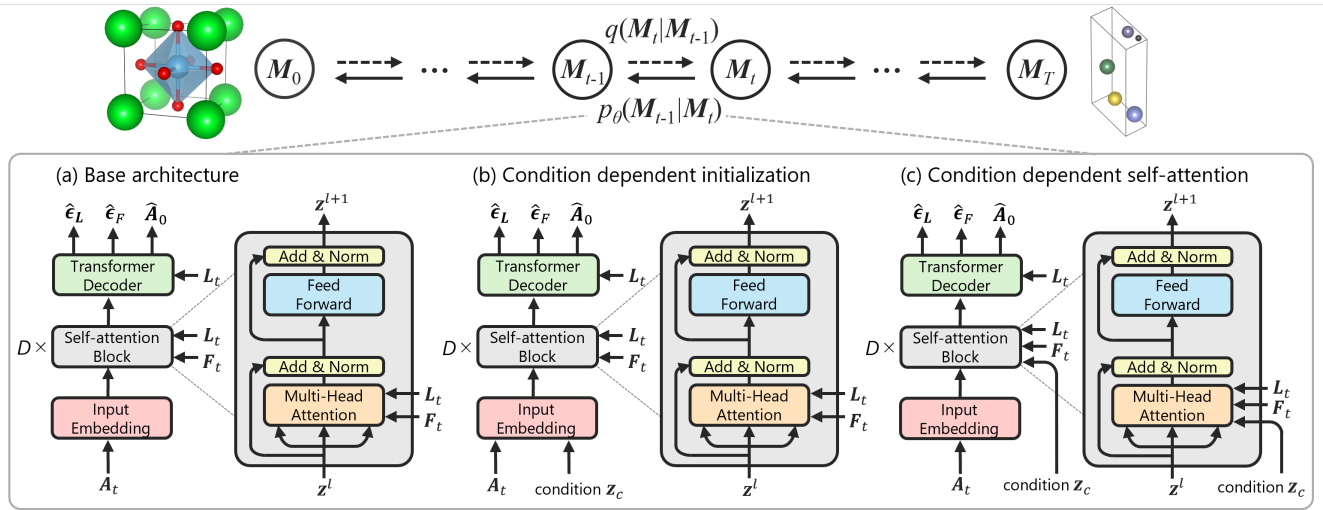 q(M_t|M_{t-1})
M_0 ... M_{t-1} M_t ... M_T
p_θ(M_{t-1}|M_t)
(a) Base architecture
ε̂_L ε̂_F Â_0
Transformer
Decoder
L_t
D ×
Self-attention
Block
L_t
F_t
Input
Embedding
A_t
z^{l+1}
Add & Norm
Feed
Forward
Add & Norm
Multi-Head
Attention
L_t
F_t
z^l
(b) Condition dependent initialization
ε̂_L ε̂_F Â_0
Transformer
Decoder
L_t
D ×
Self-attention
Block
L_t
F_t
Input
Embedding
A_t
condition z_c
z^{l+1}
Add & Norm
Feed
Forward
Add & Norm
Multi-Head
Attention
L_t
F_t
z^l
(c) Condition dependent self-attention
ε̂_L ε̂_F Â_0
Transformer
Decoder
L_t
D ×
Self-attention
Block
L_t
F_t
Input
Embedding
A_t
condition z_c
z^{l+1}
Add & Norm
Feed
Forward
Add & Norm
Multi-Head
Attention
L_t
F_t
z^l
condition z_c